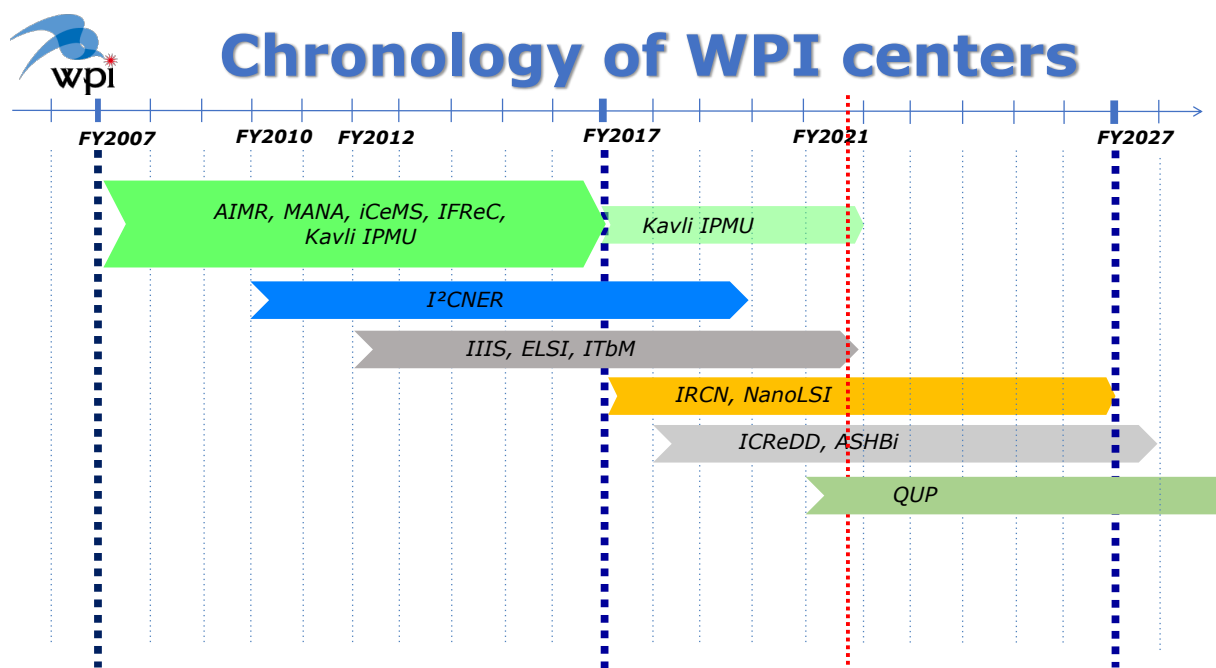 Chronology of WPI centers
wpi
FY2007 FY2010 FY2012 FY2017 FY2021 FY2027
AIMR, MANA, iCeMS, IFReC,
Kavli IPMU
Kavli IPMU
I²CNER
IIIS, ELSI, ITbM
IRCN, NanoLSI
ICReDD, ASHBi
QUP